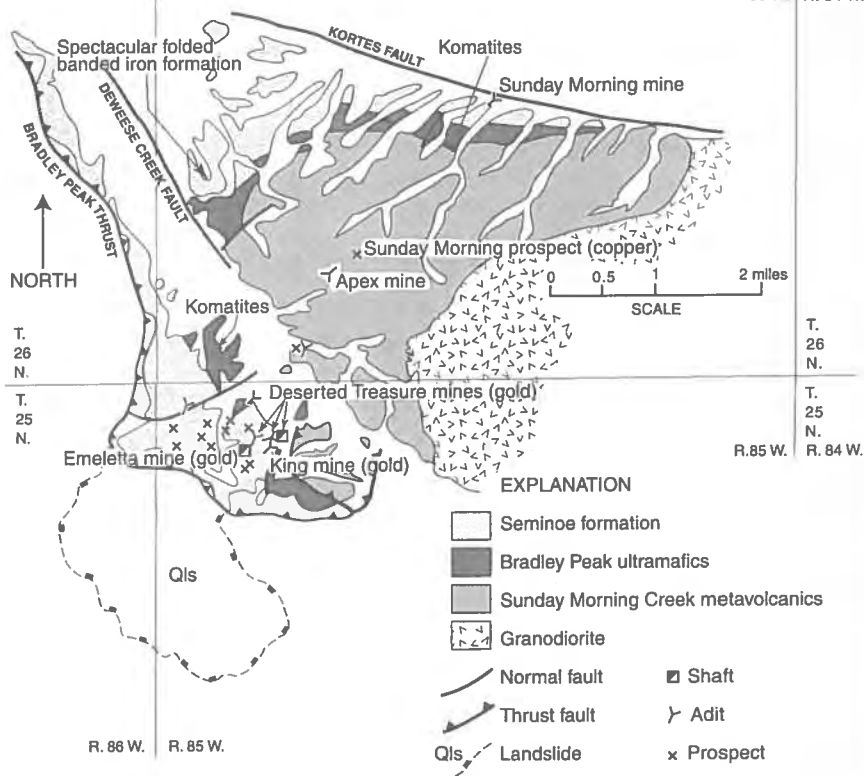 R. 84 W.
Spectacular folded
banded iron formation
KORTES FAULT
Komatites
Sunday Morning mine
BRADLEY PEAK THRUST
DEWEESE CREEK FAULT
NORTH
Sunday Morning prospect (copper)
Apex mine
0 0.5 1 2 miles
SCALE
Komatites
T.
26
N.
T.
26
N.
T.
25
N.
T.
25
N.
Deserted Treasure mines (gold)
Emeletta mine (gold)
King mine (gold)
R.85 W. R. 84 W.
Qls
EXPLANATION
Seminoe formation
Bradley Peak ultramafics
Sunday Morning Creek metavolcanics
Granodiorite
Normal fault
Shaft
Thrust fault
Adit
Qls Landslide
Prospect
R. 86 W. R. 85 W.